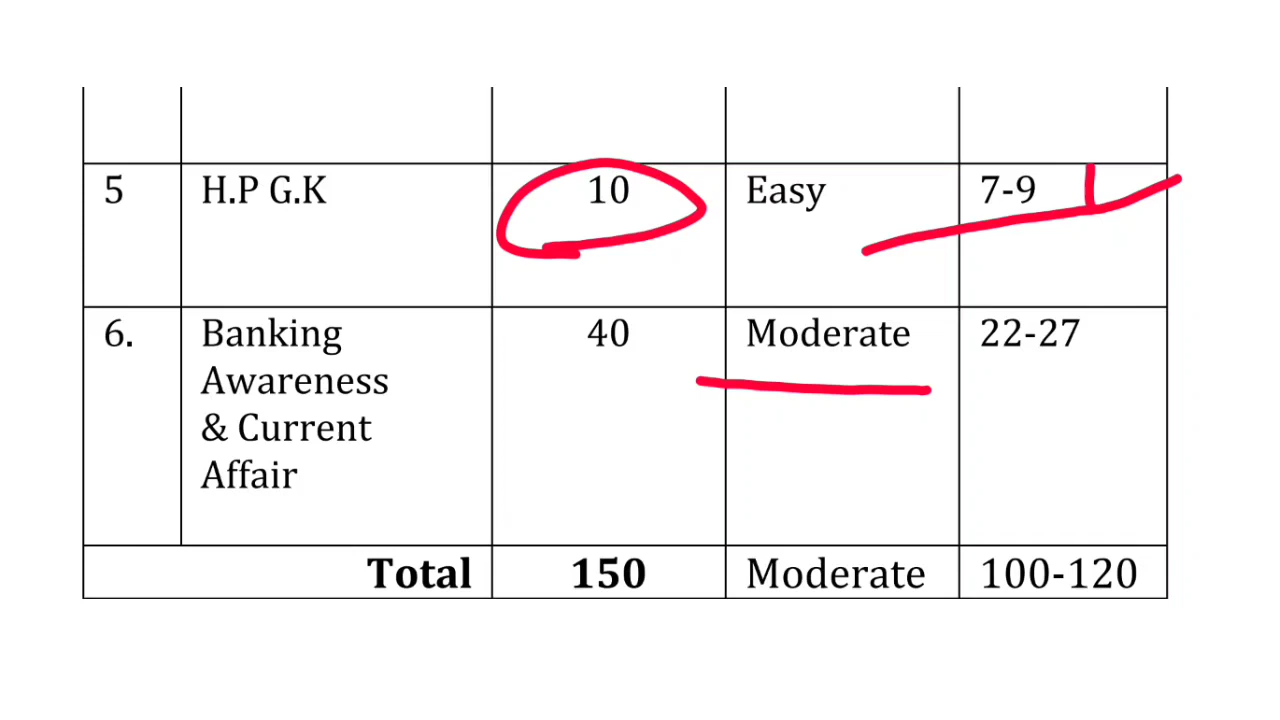 5 H.P G.K 10 Easy 7-9
6. Banking 40 Moderate 22-27
Awareness
& Current
Affair
Total 150 Moderate 100-120